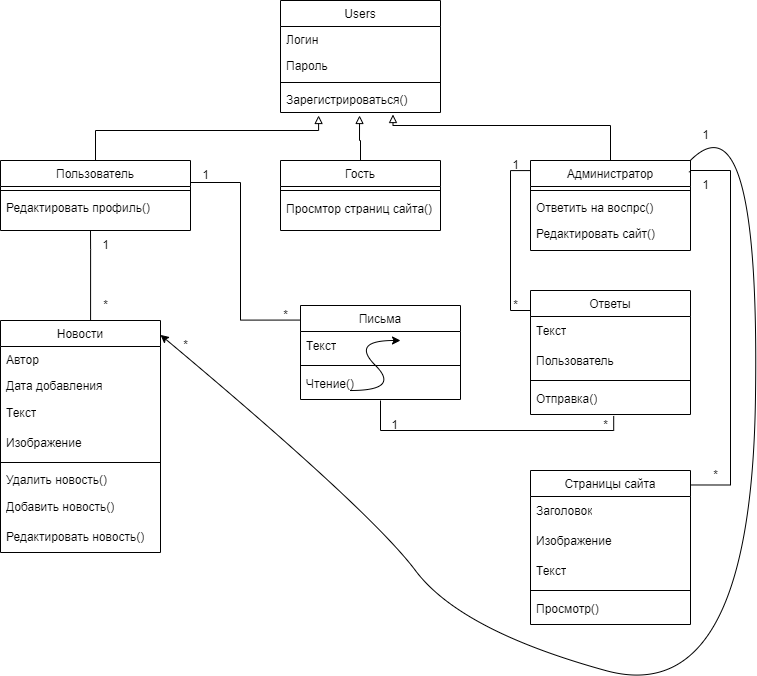 Users
Логин
Пароль
Зарегистрироваться()
Пользователь
Редактировать профиль()
Гость
Просмтор страниц сайта()
Администратор
Ответить на воспрс()
Редактировать сайт()
1
1
1
1
1
*
*
*
*
Новости
Автор
Дата добавления
Текст
Изображение
Удалить новость()
Добавить новость()
Редактировать новость()
Письма
Текст
Чтение()
1
*
Ответы
Текст
Пользователь
Отправка()
*
Страницы сайта
Заголовок
Изображение
Текст
Просмотр()